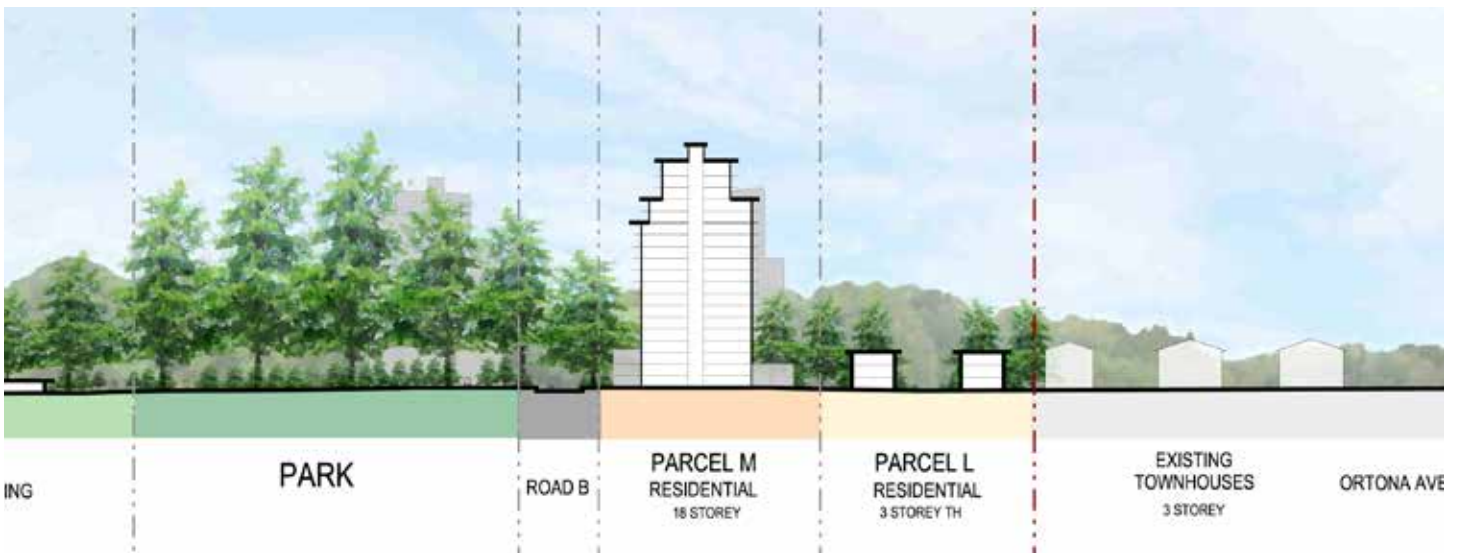 ING
PARK
ROAD B
PARCEL M
RESIDENTIAL
18 STOREY
PARCEL L
RESIDENTIAL
3 STOREY TH
EXISTING
TOWNHOUSES
3 STOREY
ORTONA AVE